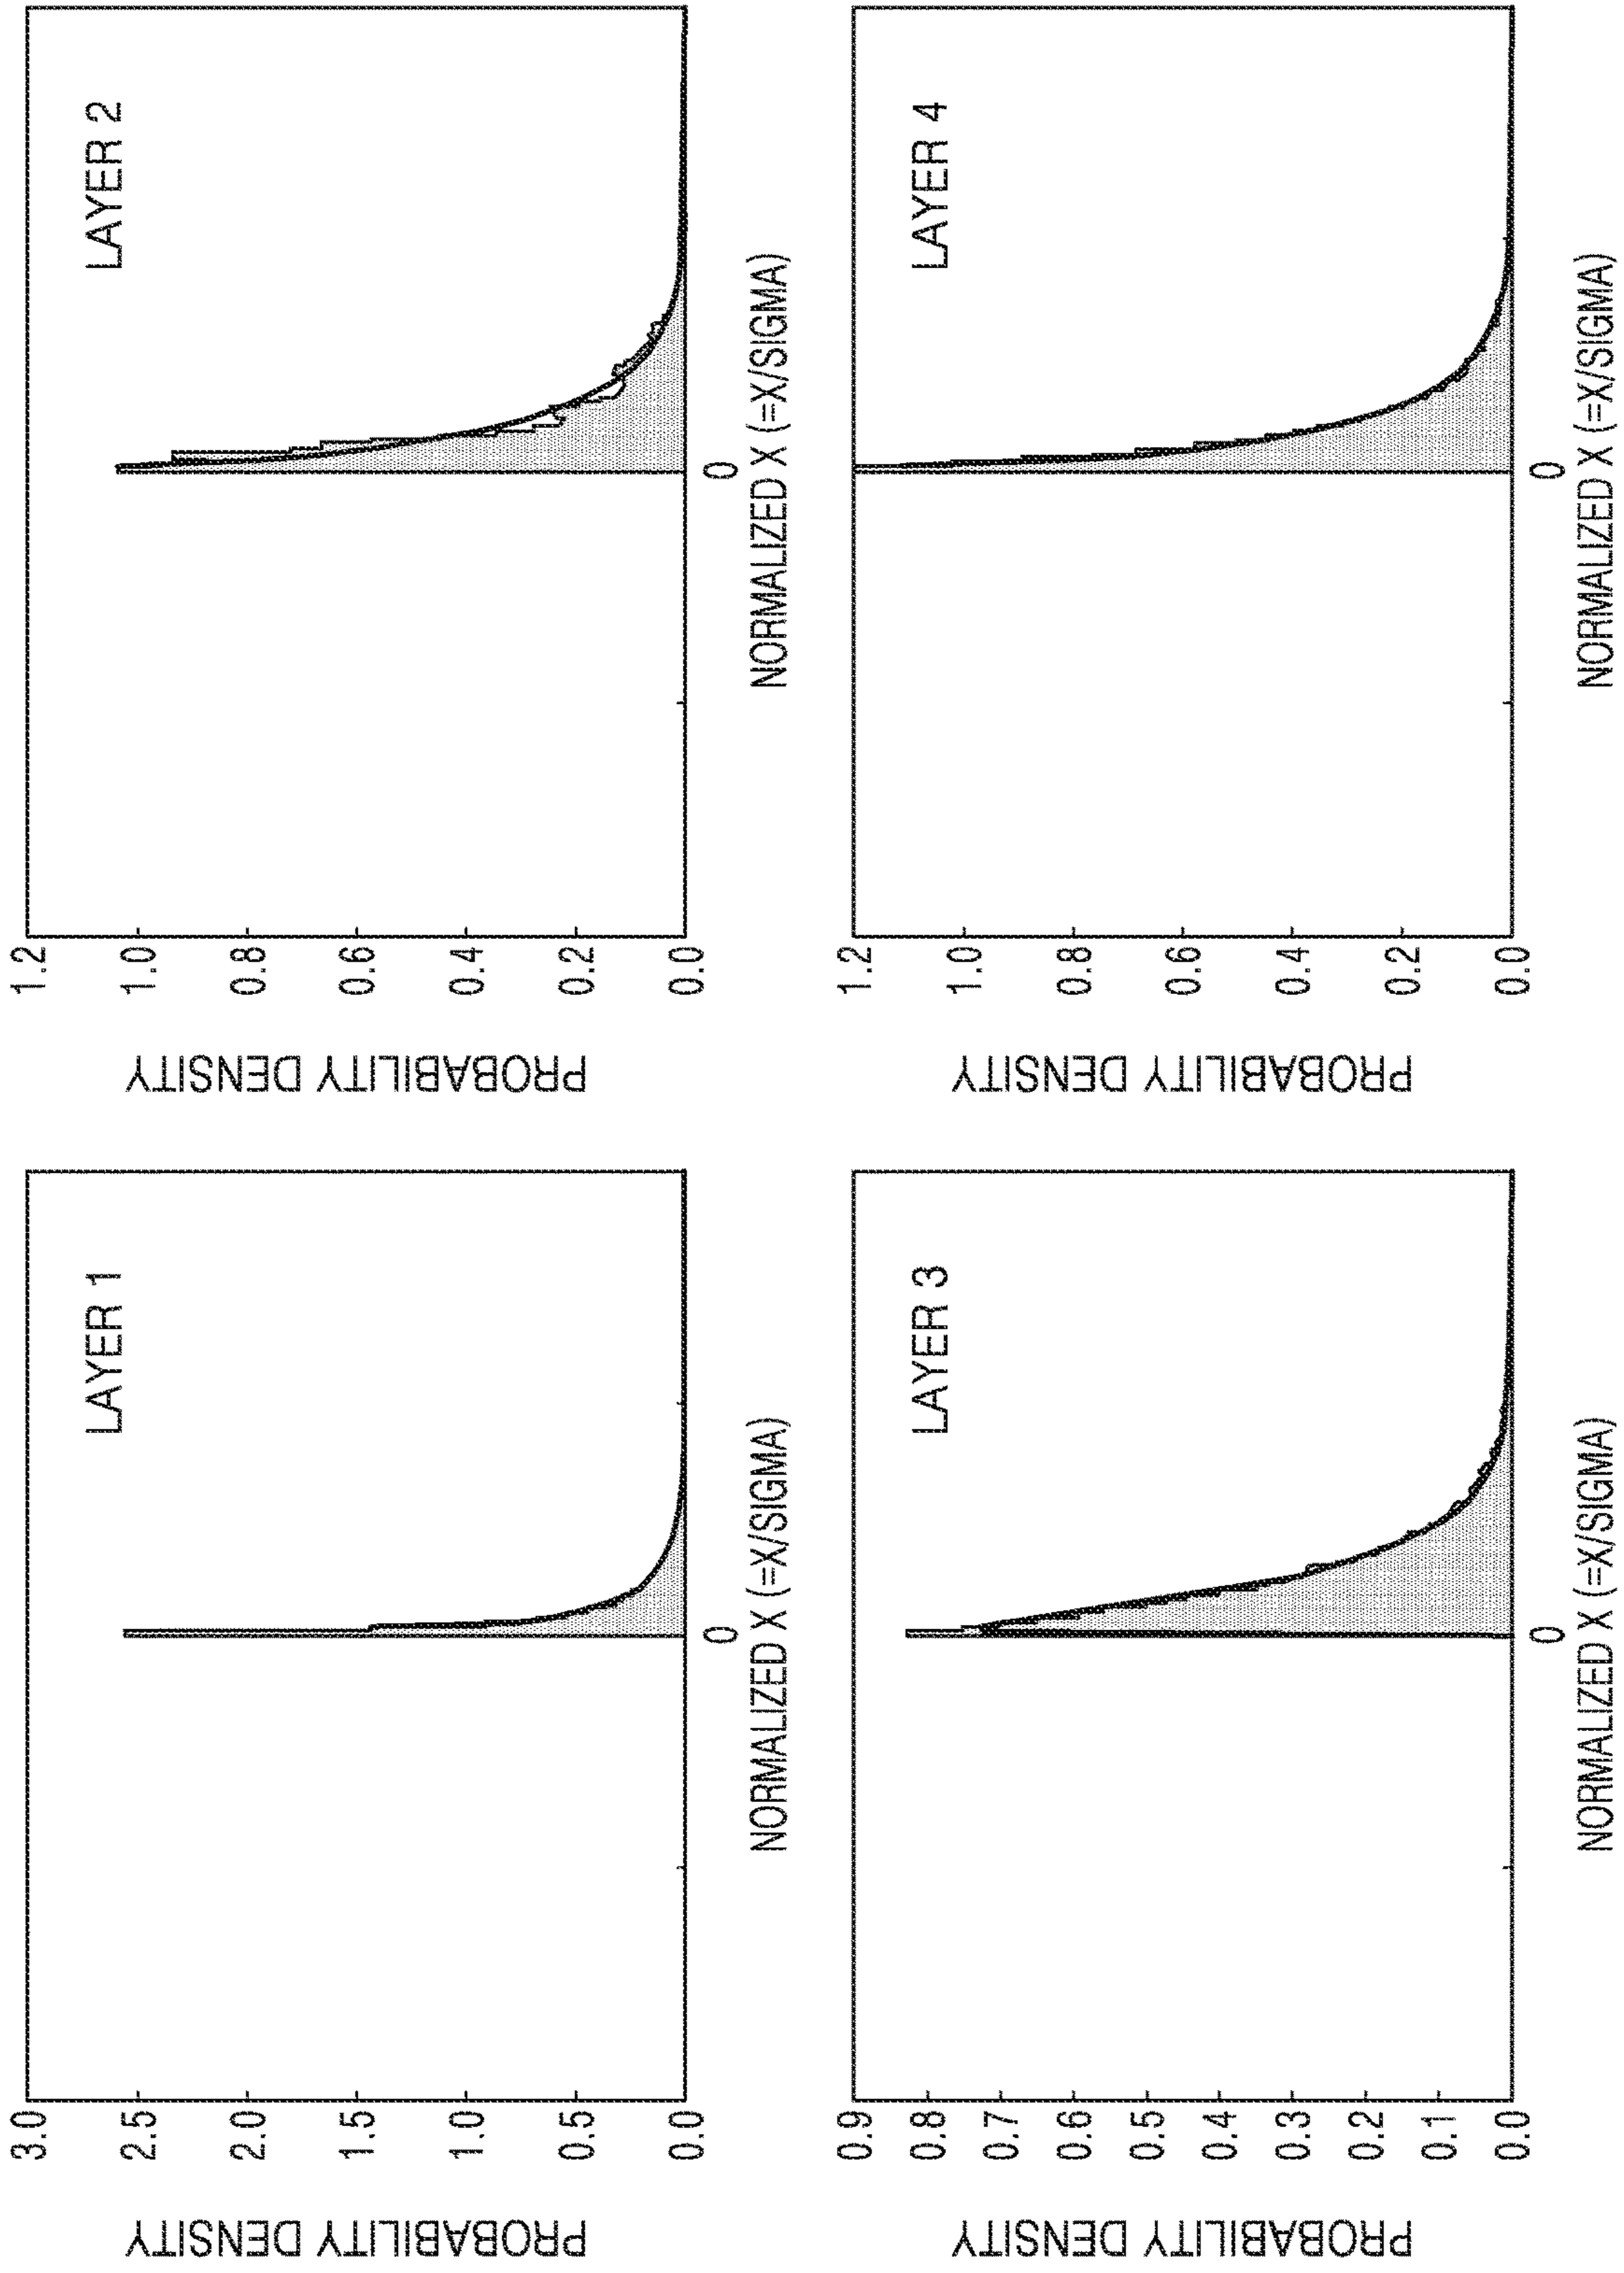 LAYER 1
PROBABILITY DENSITY
3.0
2.5
2.0
1.5
1.0
0.5
0.0
0
NORMALIZED X (=X/SIGMA)
LAYER 2
PROBABILITY DENSITY
1.2
1.0
0.8
0.6
0.4
0.2
0.0
0
NORMALIZED X (=X/SIGMA)
LAYER 3
PROBABILITY DENSITY
0.9
0.8
0.7
0.6
0.5
0.4
0.3
0.2
0.1
0.0
0
NORMALIZED X (=X/SIGMA)
LAYER 4
PROBABILITY DENSITY
1.2
1.0
0.8
0.6
0.4
0.2
0.0
0
NORMALIZED X (=X/SIGMA)